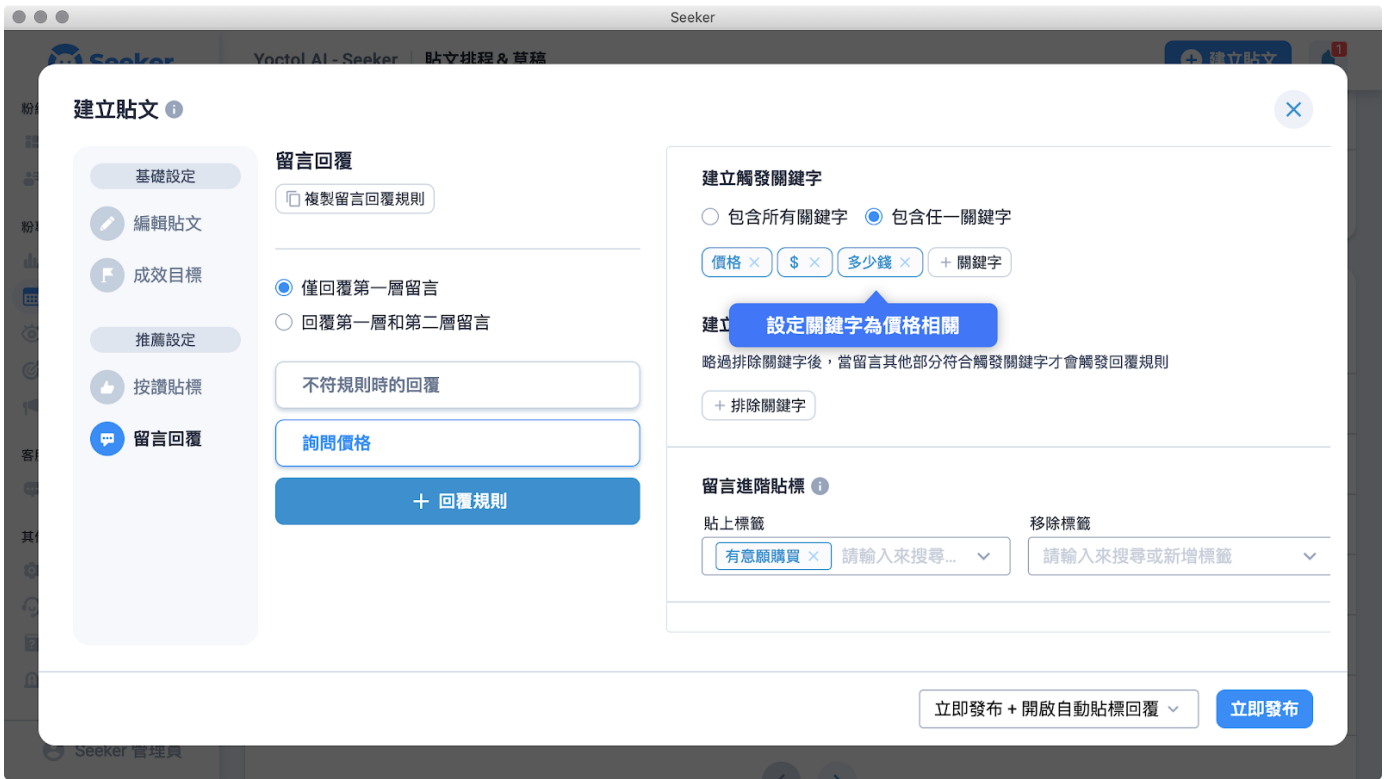 Seeker
Seeker
Yoctol AI - Seeker
貼文排程 & 草稿
建立貼文
1
建立貼文
基礎設定
編輯貼文
成效目標
推薦設定
按讚貼標
留言回覆
留言回覆
複製留言回覆規則
僅回覆第一層留言
回覆第一層和第二層留言
不符規則時的回覆
詢問價格
+ 回覆規則
建立觸發關鍵字
包含所有關鍵字 包含任一關鍵字
價格 × $ × 多少錢 × + 關鍵字
設定關鍵字為價格相關
建立
略過排除關鍵字後,當留言其他部分符合觸發關鍵字才會觸發回覆規則
+ 排除關鍵字
留言進階貼標
貼上標籤 移除標籤
有意願購買 × 請輸入來搜尋... 請輸入來搜尋或新增標籤
立即發布 + 開啟自動貼標回覆 立即發布
Seeker 管理員